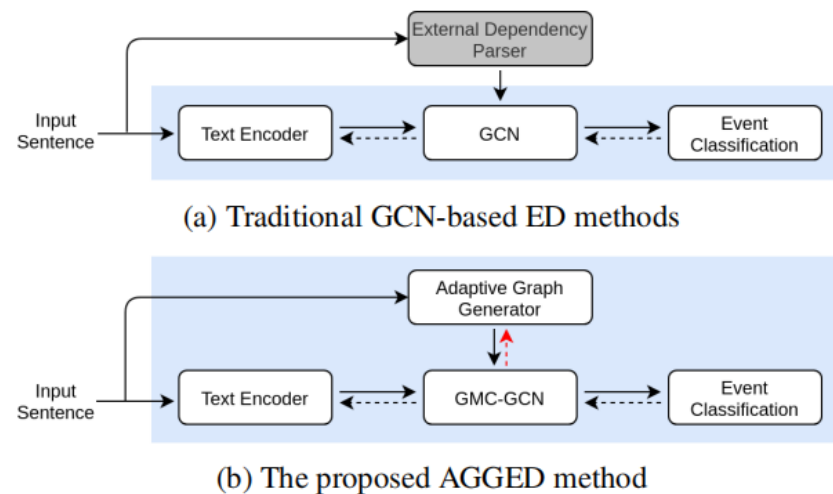 External Dependency
Parser
Input
Sentence
Text Encoder
GCN
Event
Classification
(a) Traditional GCN-based ED methods
Adaptive Graph
Generator
Input
Sentence
Text Encoder
GMC-GCN
Event
Classification
(b) The proposed AGGED method